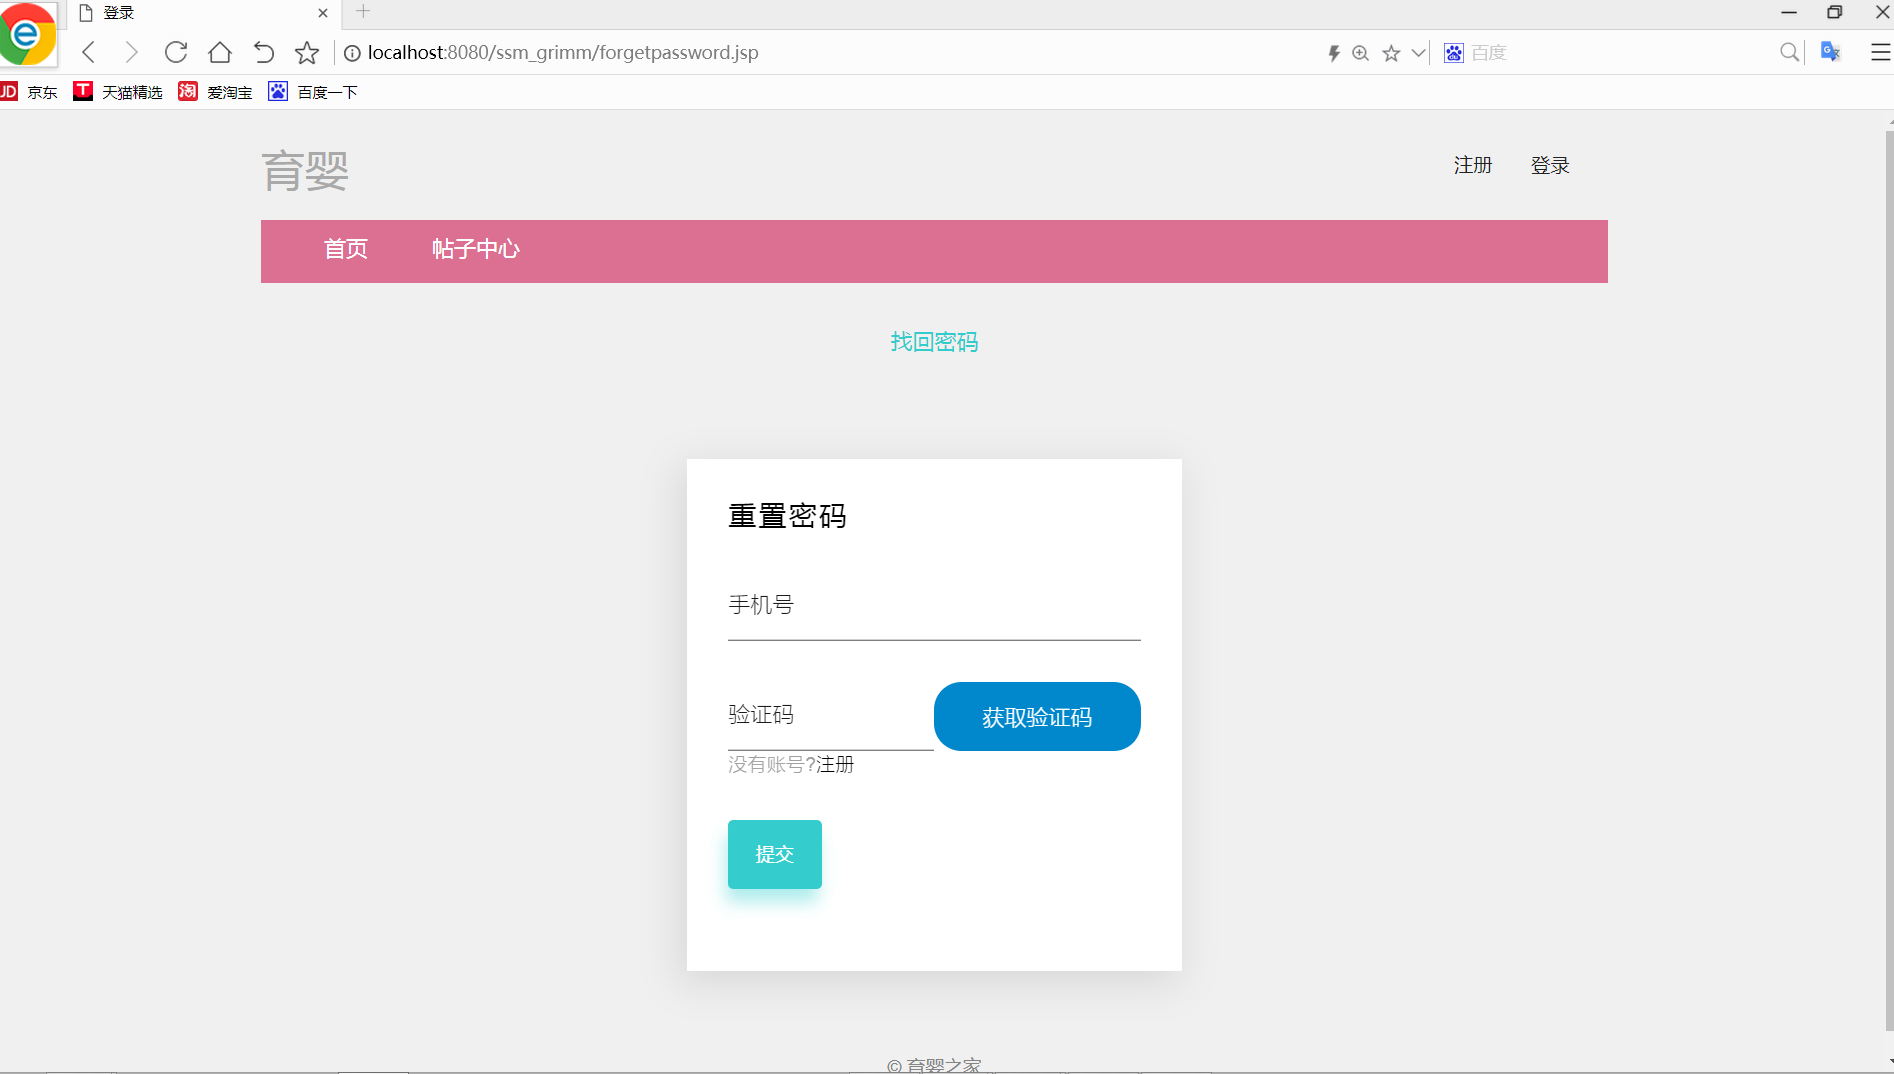 登录
localhost:8080/ssm_grimm/forgetpassword.jsp
百度
JD 京东 T 天猫精选 淘 爱淘宝 百度一下
育婴
注册 登录
首页 帖子中心
找回密码
重置密码
手机号
验证码 获取验证码
没有账号?注册
提交
© 育婴之家